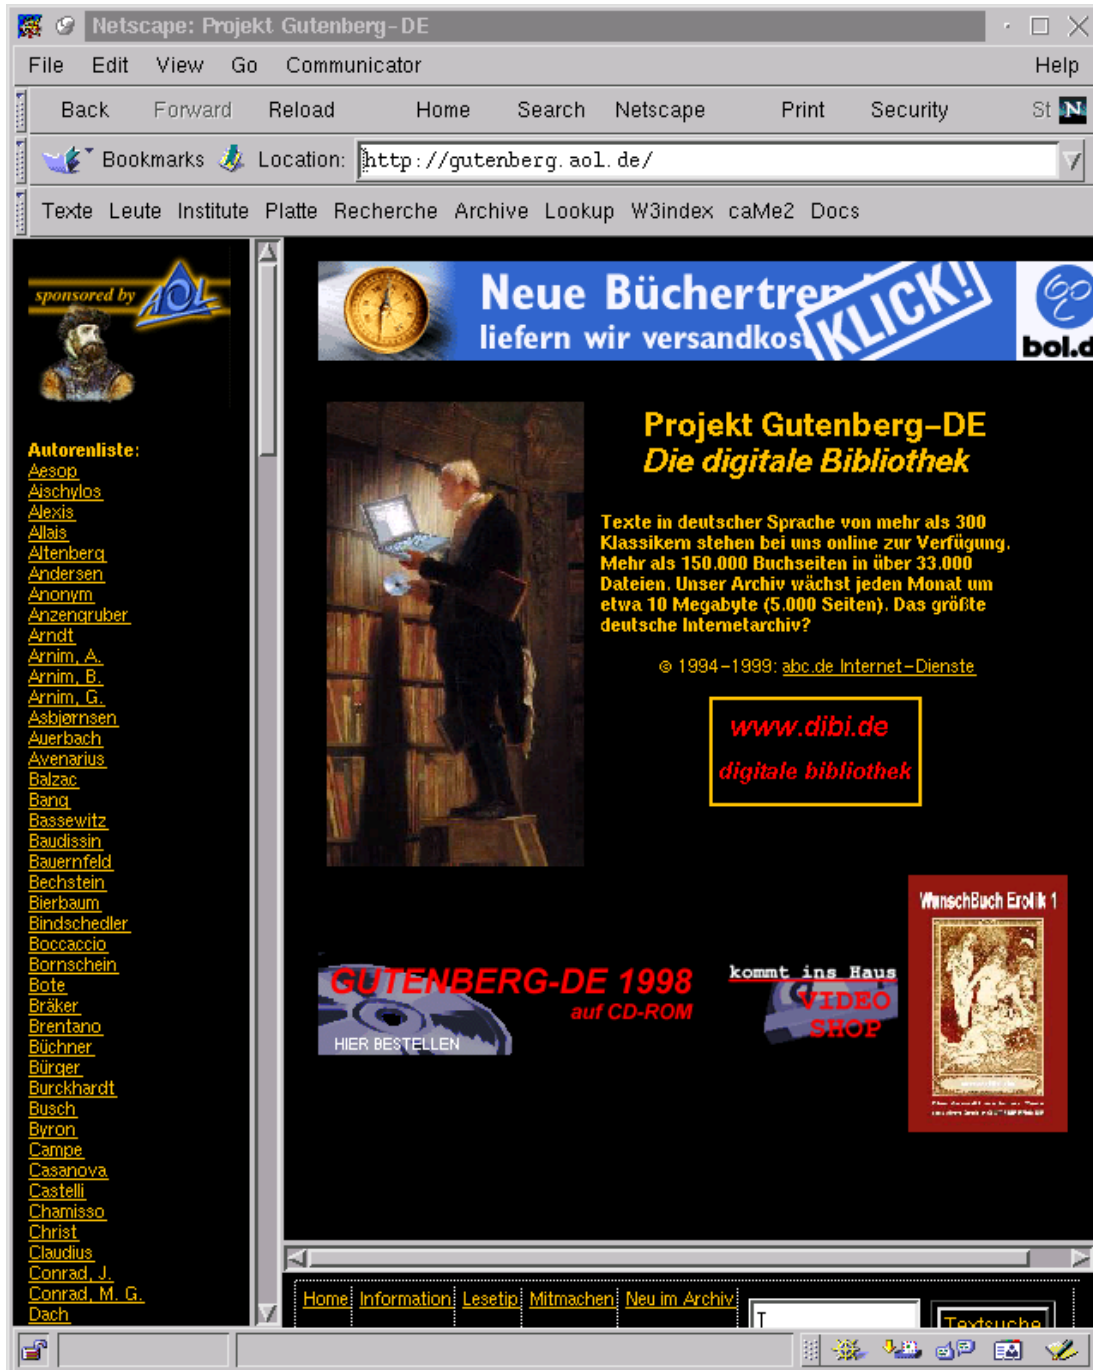 Netscape: Projekt Gutenberg-DE
File Edit View Go Communicator Help
Back Forward Reload Home Search Netscape Print Security St N
Bookmarks Location: http://gutenberg.aol.de/
Texte Leute Institute Platte Recherche Archive Lookup W3index caMe2 Docs
sponsored by AOL
Autorenliste:
Aesop
Aischylos
Alexis
Allais
Altenberg
Andersen
Anonym
Anzengruber
Arndt
Arnim, A.
Arnim, B.
Arnim, G.
Asbjørnsen
Auerbach
Avenarius
Balzac
Bang
Bassewitz
Baudissin
Bauernfeld
Bechstein
Bierbaum
Bindschedler
Boccaccio
Bornschein
Bote
Bräker
Brentano
Büchner
Bürger
Burckhardt
Busch
Byron
Campe
Casanova
Castelli
Chamisso
Christ
Claudius
Conrad, J.
Conrad, M. G.
Dach
Neue Büchertren
liefern wir versandkos
KLICK!
bol.d
Projekt Gutenberg-DE
Die digitale Bibliothek
Texte in deutscher Sprache von mehr als 300
Klassikern stehen bei uns online zur Verfügung.
Mehr als 150.000 Buchseiten in über 33.000
Dateien. Unser Archiv wächst jeden Monat um
etwa 10 Megabyte (5.000 Seiten). Das größte
deutsche Internetarchiv?
© 1994-1999: abc.de Internet-Dienste
www.dibi.de
digitale bibliothek
GUTENBERG-DE 1998
auf CD-ROM
HIER BESTELLEN
kommt ins Haus
VIDEO
SHOP
WunschBuch Erotik 1
Home Information Lesetip Mitmachen Neu im Archiv
T
Textsuche